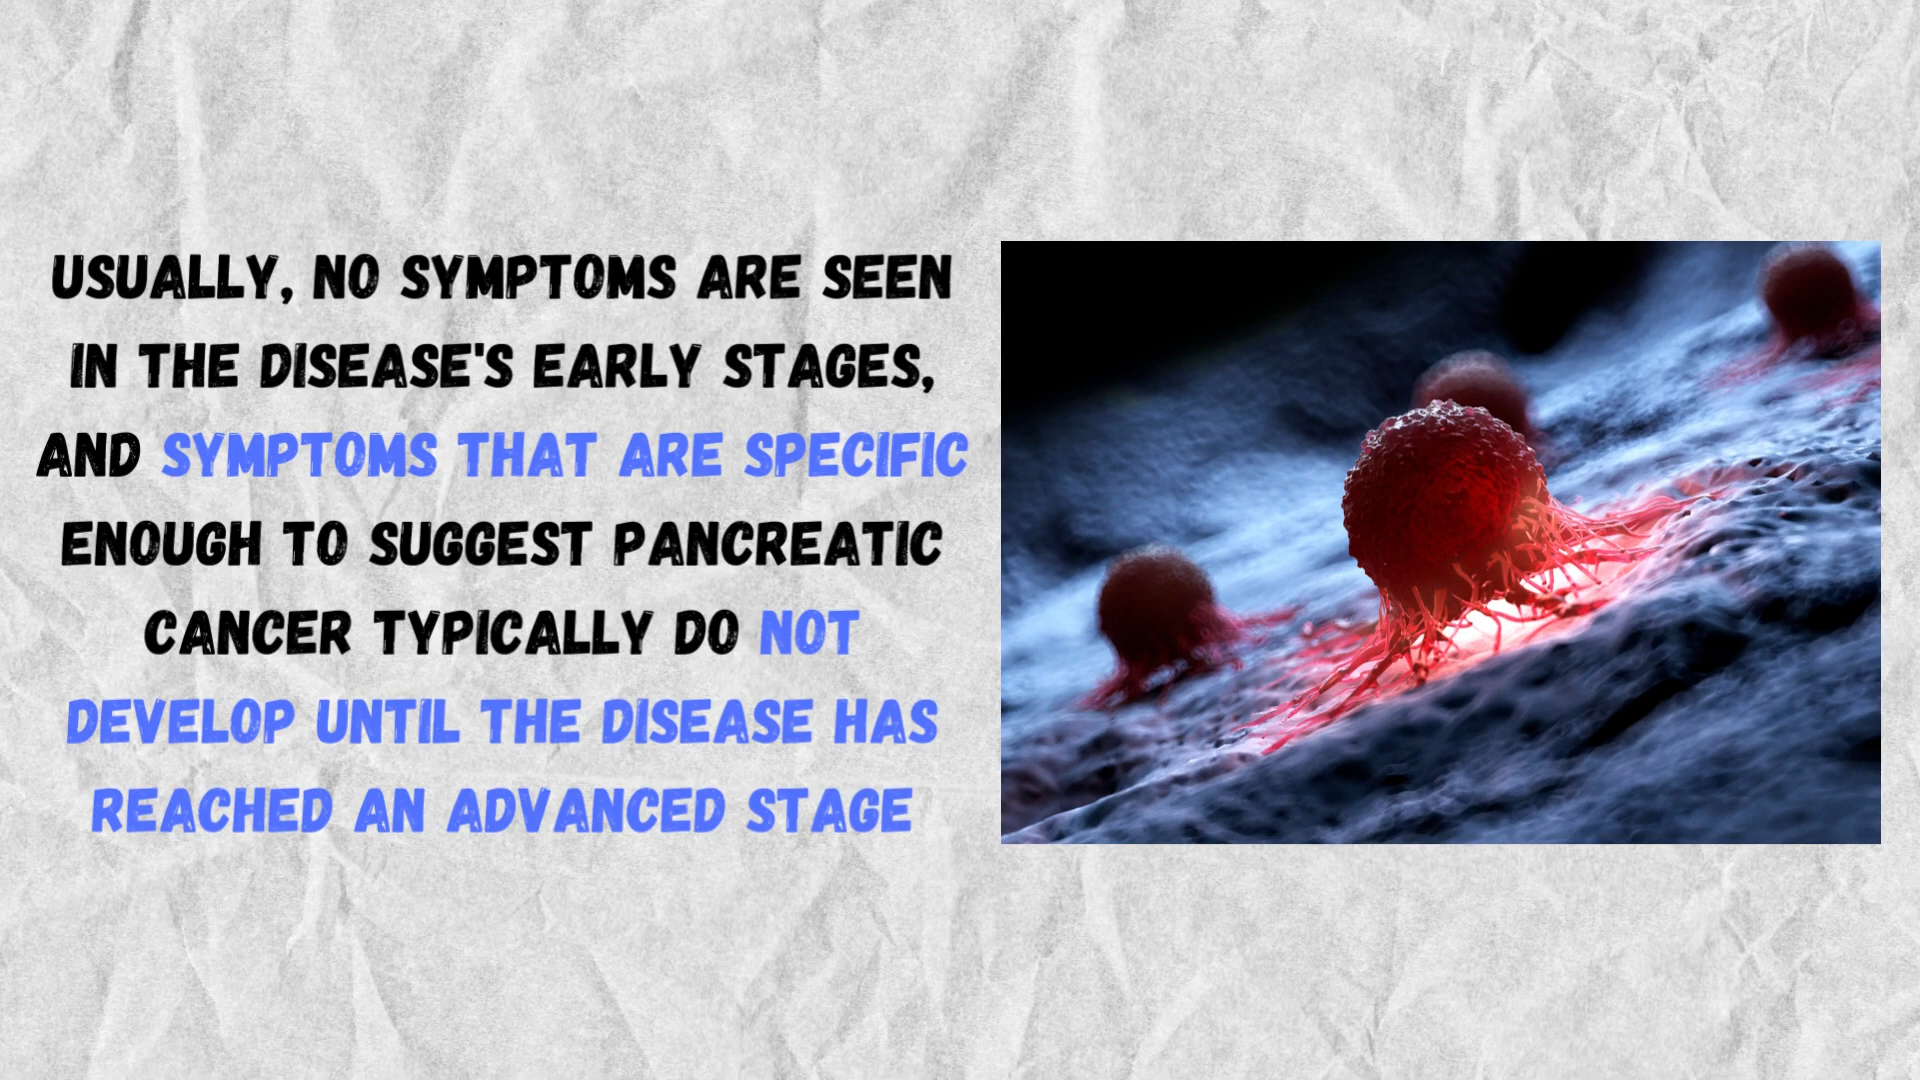 USUALLY, NO SYMPTOMS ARE SEEN
IN THE DISEASE'S EARLY STAGES,
AND SYMPTOMS THAT ARE SPECIFIC
ENOUGH TO SUGGEST PANCREATIC
CANCER TYPICALLY DO NOT
DEVELOP UNTIL THE DISEASE HAS
REACHED AN ADVANCED STAGE